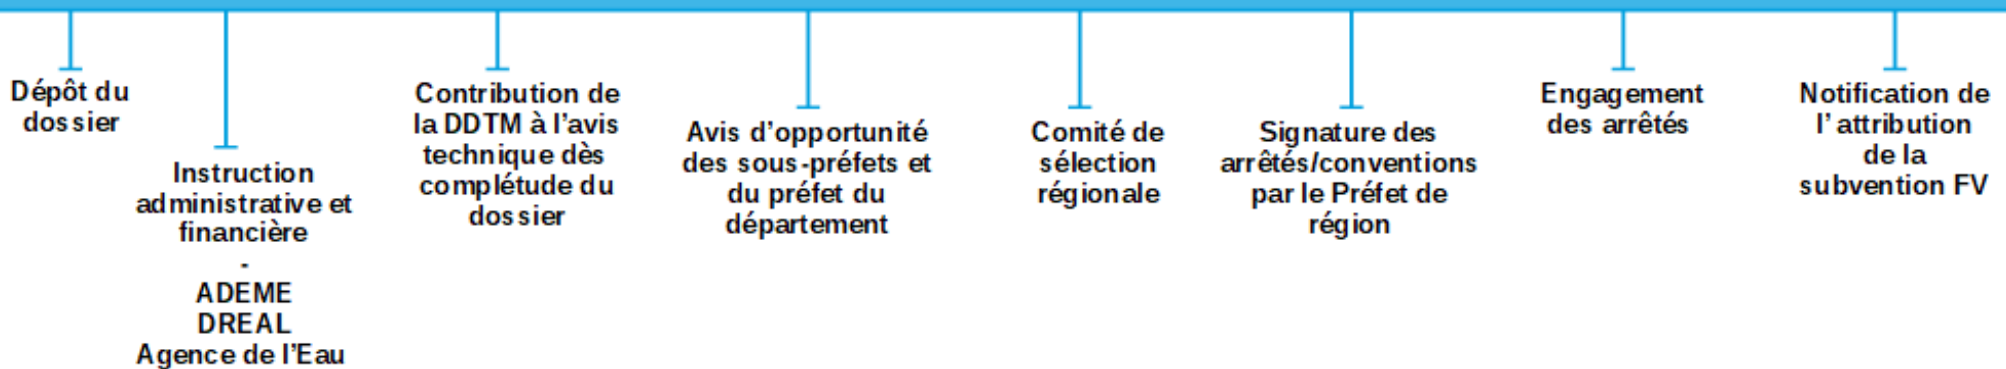 Dépôt du
dossier
Instruction
administrative et
financière
-
ADEME
DREAL
Agence de l'Eau
Contribution de
la DDTM à l'avis
technique dès
complétude du
dossier
Avis d'opportunité
des sous-préfets et
du préfet du
département
Comité de
sélection
régionale
Signature des
arrêtés/conventions
par le Préfet de
région
Engagement
des arrêtés
Notification de
l'attribution
de la
subvention FV